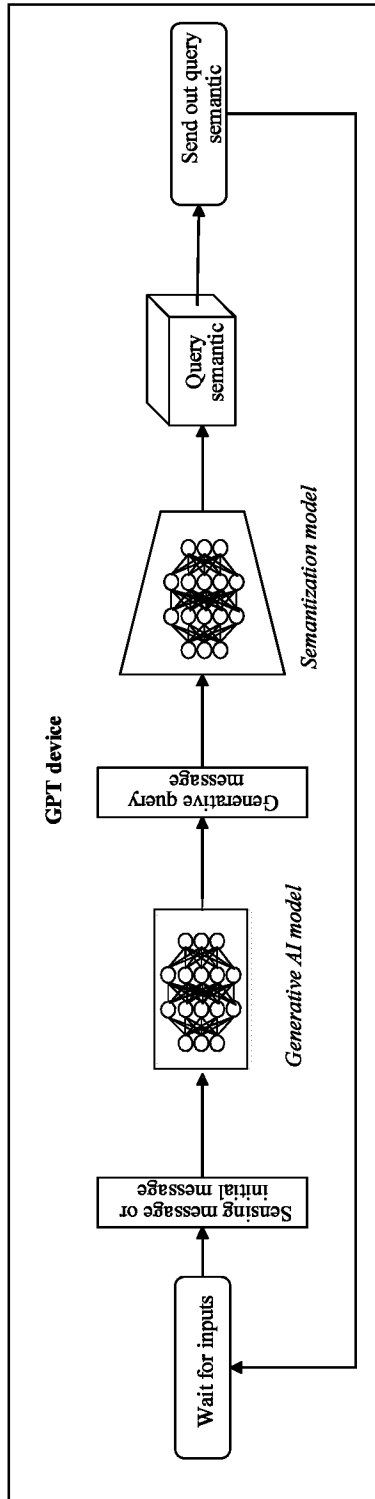 GPT device
Wait for inputs
Sensing message or
initial message
Generative AI model
Generative query
message
Semantization model
Query
semantic
Send out query
semantic